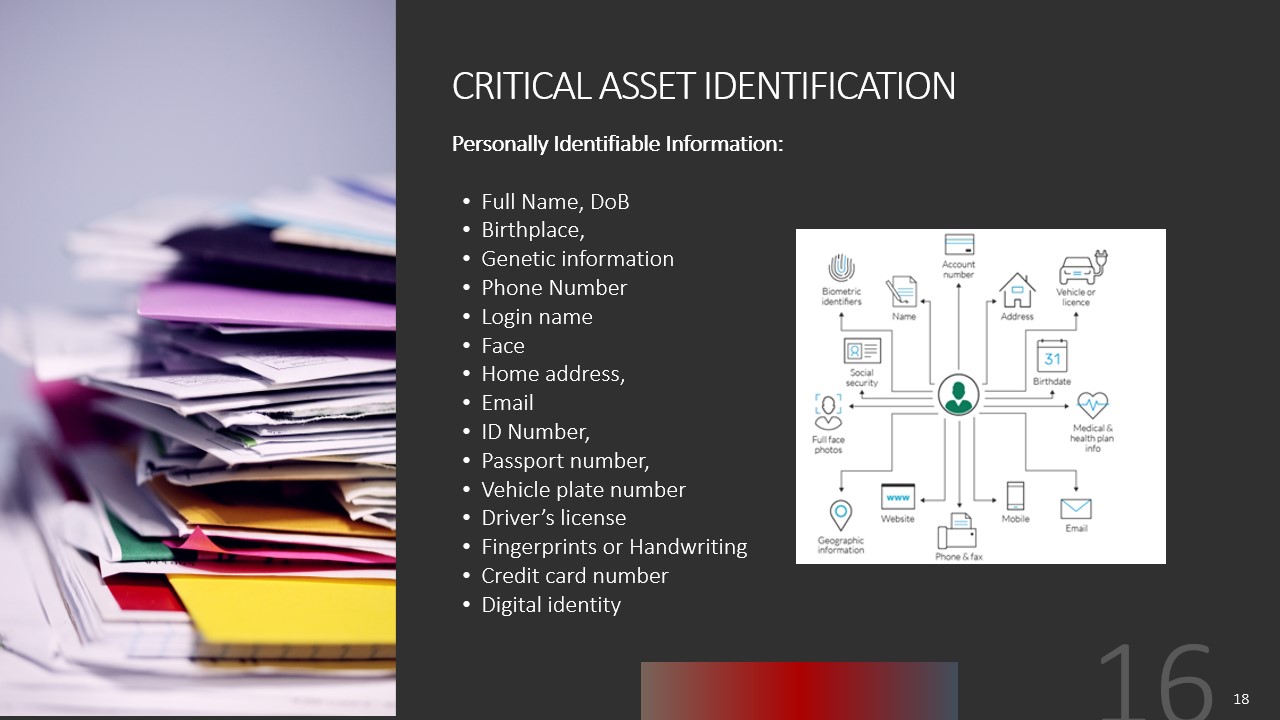 CRITICAL ASSET IDENTIFICATION
Personally Identifiable Information:
• Full Name, DoB
• Birthplace,
• Genetic information
• Phone Number
• Login name
• Face
• Home address,
• Email
• ID Number,
• Passport number,
• Vehicle plate number
• Driver’s license
• Fingerprints or Handwriting
• Credit card number
• Digital identity
Account
number
Biometric
identifiers
Name
Address
Vehicle or
licence
Social
security
31
Birthdate
Full face
photos
Medical &
health plan
info
www
Website
Mobile
Email
Geographic
information
Phone & fax
16
18